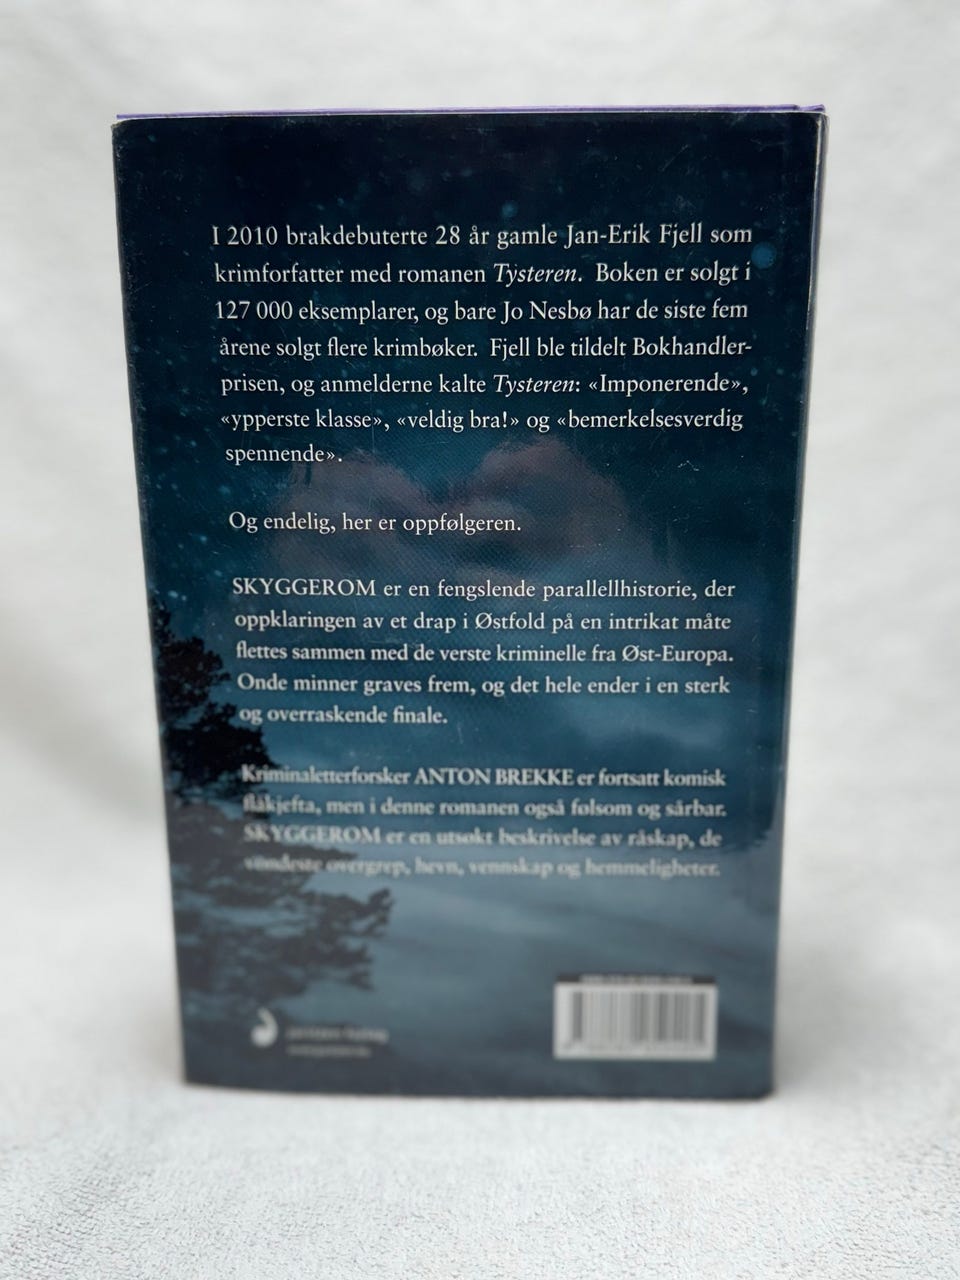 I 2010 brakdebuterte 28 år gamle Jan-Erik Fjell som
krimforfatter med romanen Tysteren. Boken er solgt i
127 000 eksemplarer, og bare Jo Nesbø har de siste fem
årene solgt flere krimbøker. Fjell ble tildelt Bokhandler-
prisen, og anmelderne kalte Tysteren: «Imponerende»,
«ypperste klasse», «veldig bra!» og «bemerkelsesverdig
spennende».
Og endelig, her er oppfølgeren.
SKYGGEROM er en fengslende parallellhistorie, der
oppklaringen av et drap i Østfold på en intrikat måte
flettes sammen med de verste kriminelle fra Øst-Europa.
Onde minner graves frem, og det hele ender i en sterk
og overraskende finale.
Kriminaletterforsker ANTON BREKKE er fortsatt komisk
flåkjefta, men i denne romanen også følsom og sårbar.
SKYGGEROM er en utsøkt beskrivelse av råskap, de
vondeste overgrep, hevn, vennskap og hemmeligheter.